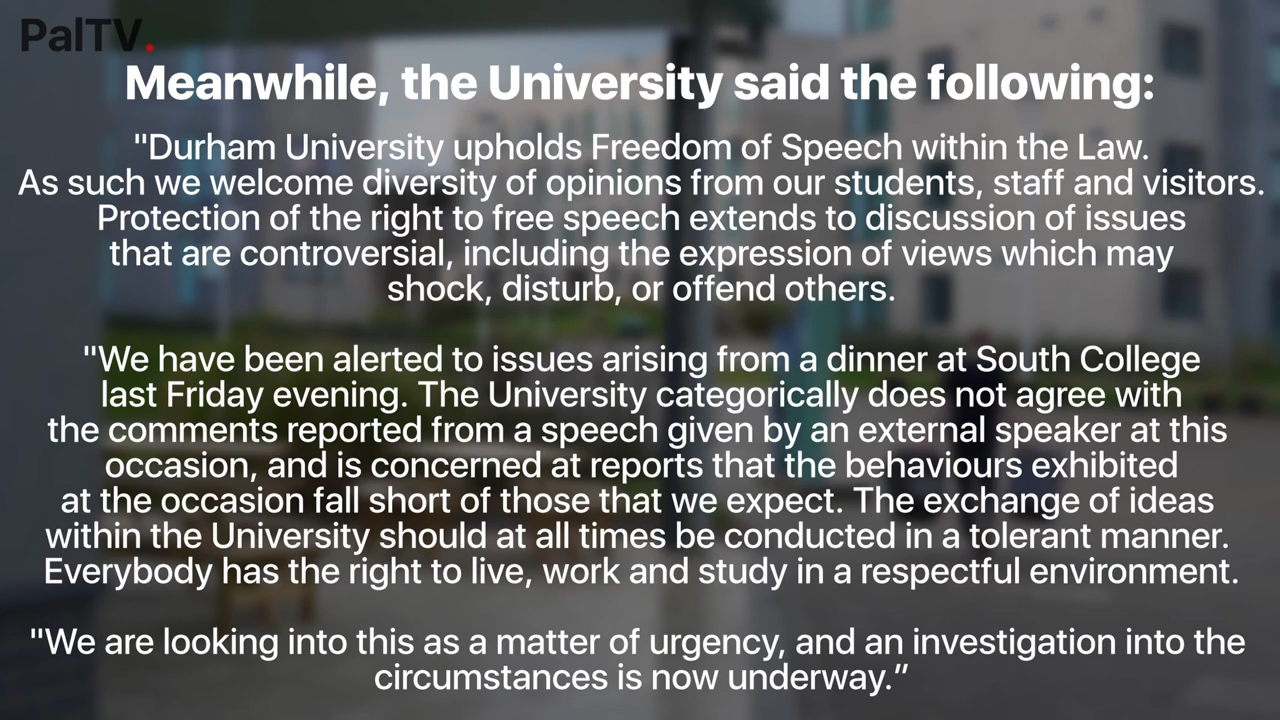 PalTV.
Meanwhile, the University said the following:
"Durham University upholds Freedom of Speech within the Law.
As such we welcome diversity of opinions from our students, staff and visitors.
Protection of the right to free speech extends to discussion of issues
that are controversial, including the expression of views which may
shock, disturb, or offend others.
"We have been alerted to issues arising from a dinner at South College
last Friday evening. The University categorically does not agree with
the comments reported from a speech given by an external speaker at this
occasion, and is concerned at reports that the behaviours exhibited
at the occasion fall short of those that we expect. The exchange of ideas
within the University should at all times be conducted in a tolerant manner.
Everybody has the right to live, work and study in a respectful environment.
"We are looking into this as a matter of urgency, and an investigation into the
circumstances is now underway.”